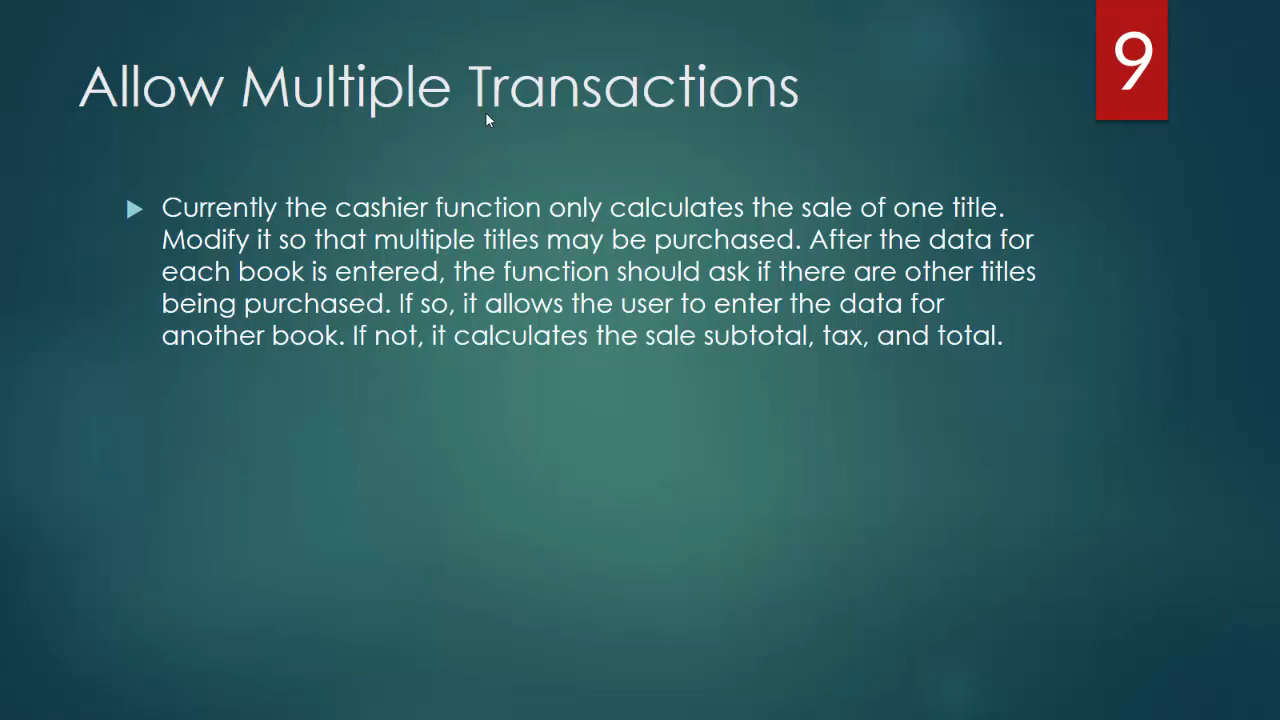 Allow Multiple Transactions
9
Currently the cashier function only calculates the sale of one title.
Modify it so that multiple titles may be purchased. After the data for
each book is entered, the function should ask if there are other titles
being purchased. If so, it allows the user to enter the data for
another book. If not, it calculates the sale subtotal, tax, and total.